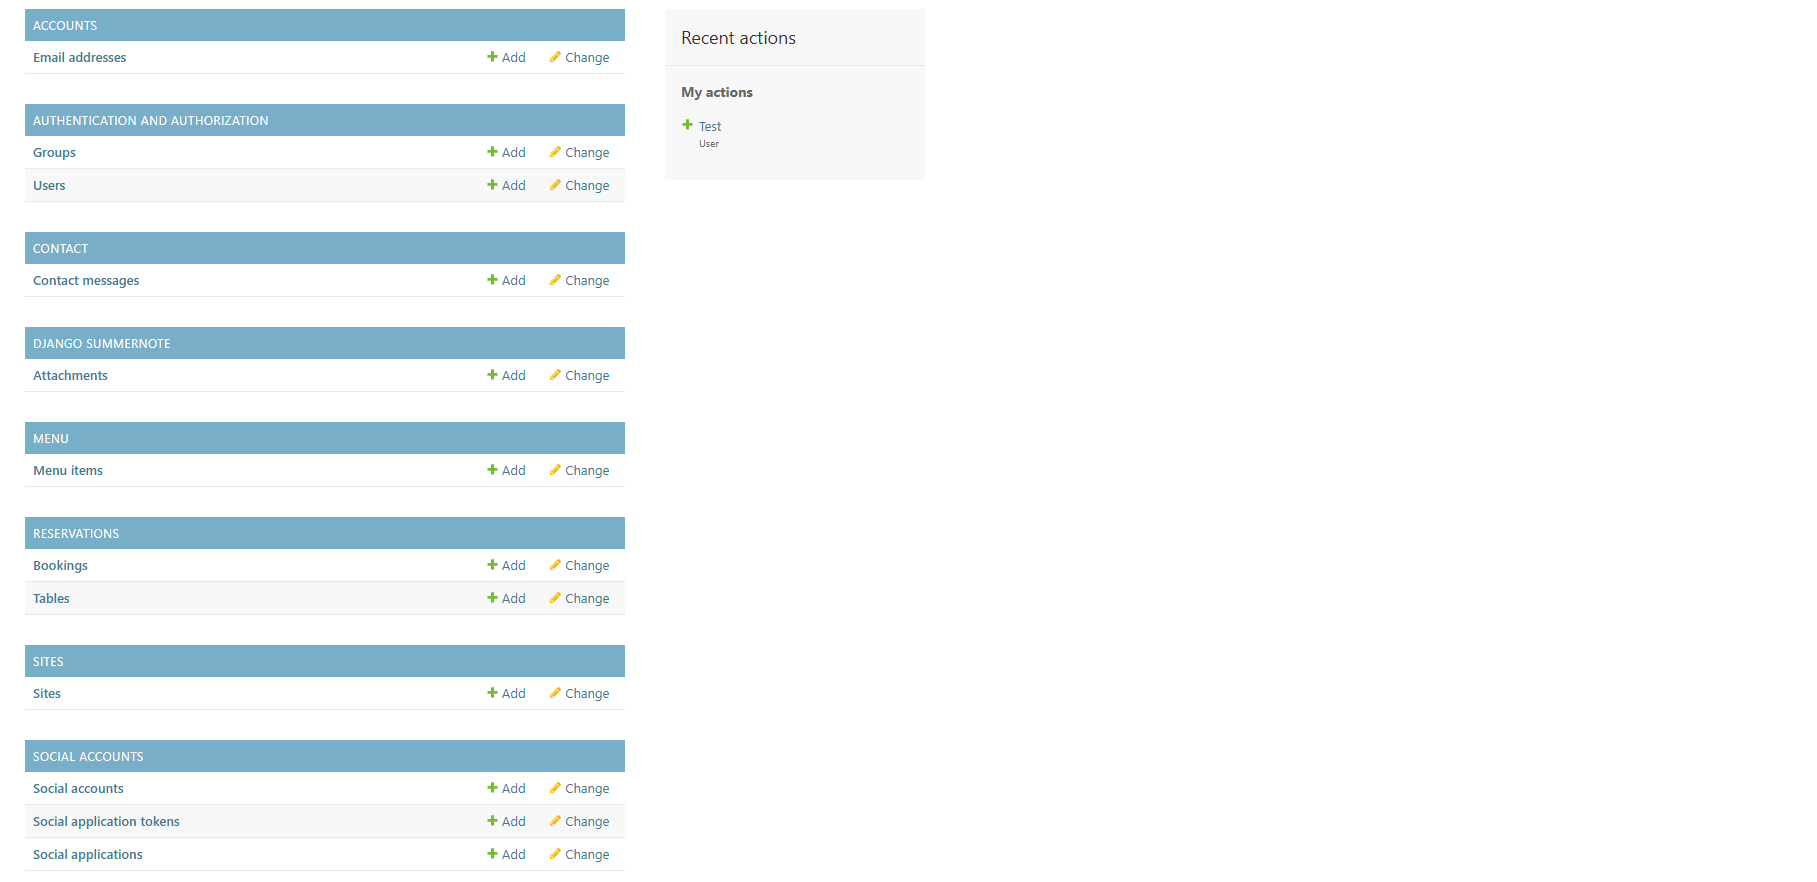 ACCOUNTS
Email addresses Add Change
AUTHENTICATION AND AUTHORIZATION
Groups Add Change
Users Add Change
CONTACT
Contact messages Add Change
DJANGO SUMMERNOTE
Attachments Add Change
MENU
Menu items Add Change
RESERVATIONS
Bookings Add Change
Tables Add Change
SITES
Sites Add Change
SOCIAL ACCOUNTS
Social accounts Add Change
Social application tokens Add Change
Social applications Add Change
Recent actions
My actions
Test
User